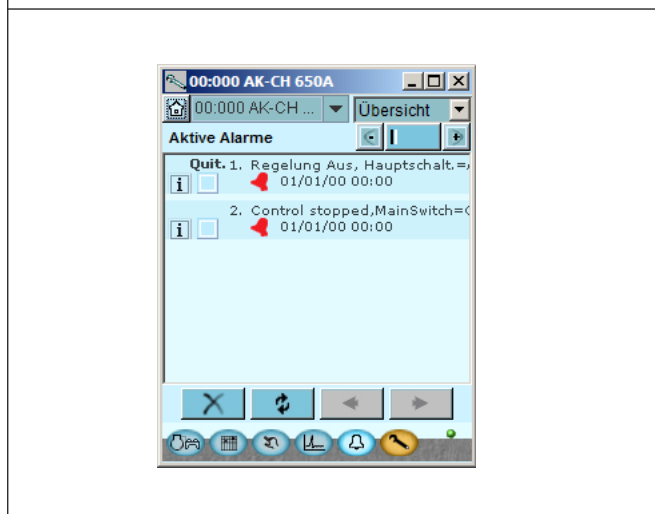 00:000 AK-CH 650A
00:000 AK-CH ... Übersicht
Aktive Alarme
Quit. 1. Regelung Aus, Hauptschalt.=
01/01/00 00:00
2. Control stopped,MainSwitch=
01/01/00 00:00